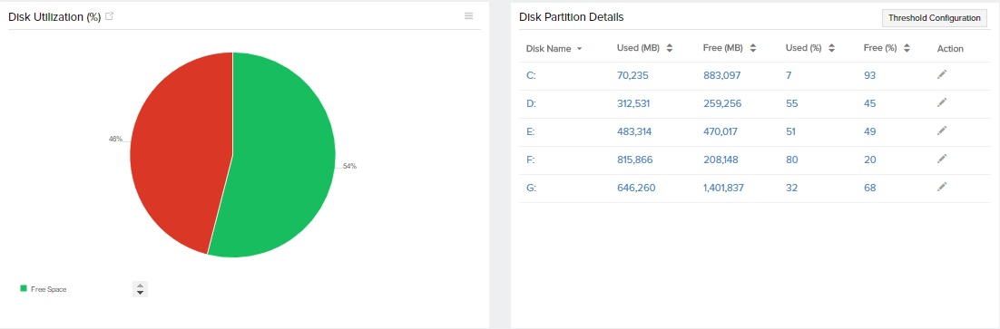 Disk Utilization (%)
46%
54%
Free Space
Disk Partition Details
Threshold Configuration
Disk Name Used (MB) Free (MB) Used (%) Free (%) Action
C: 70,235 883,097 7 93
D: 312,531 259,256 55 45
E: 483,314 470,017 51 49
F: 815,866 208,148 80 20
G: 646,260 1,401,837 32 68